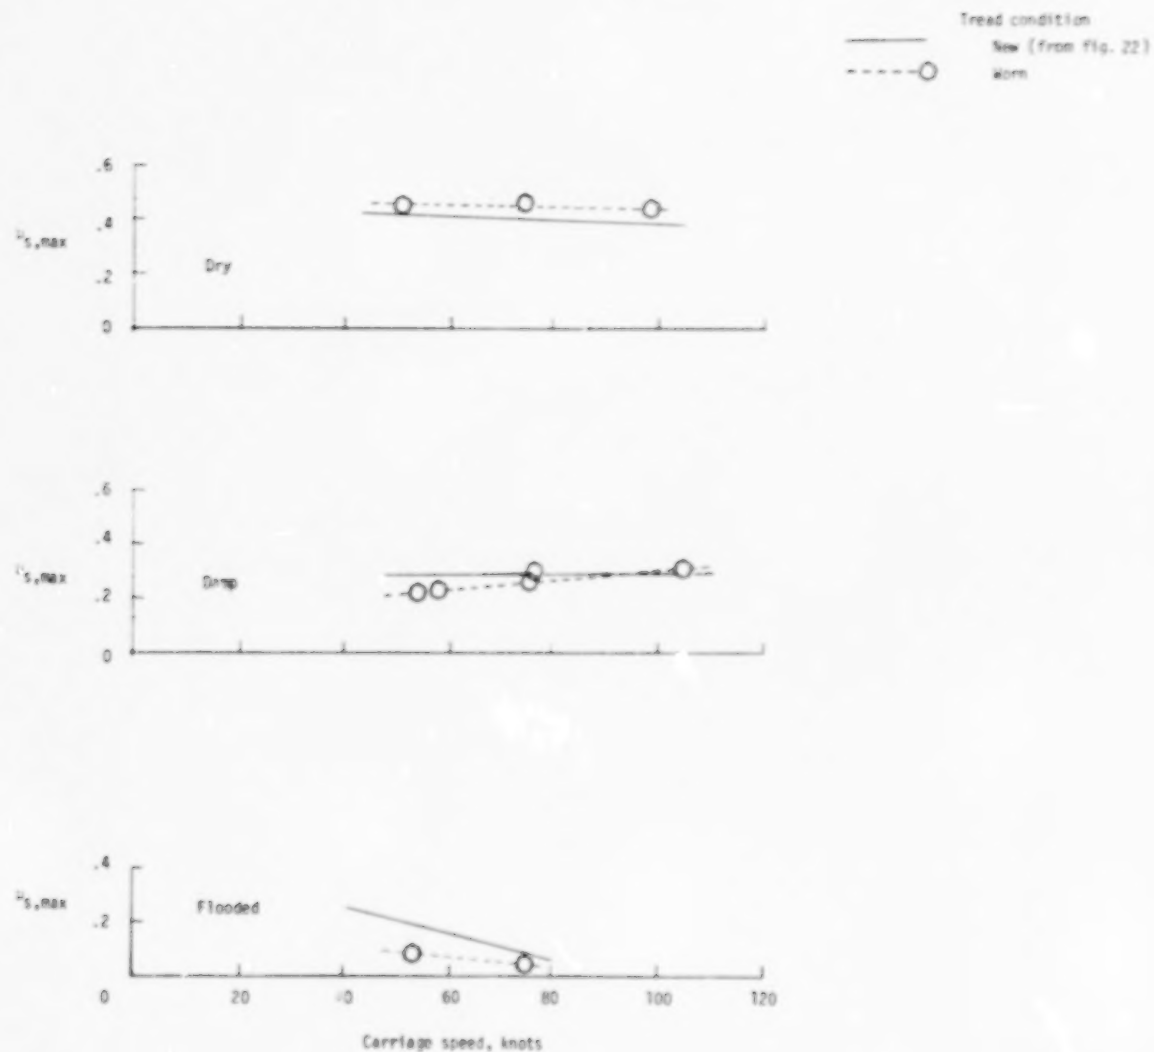 Tread condition
New (from fig. 22)
Worn
.6
.4
μs,max
.2
Dry
0
.6
.4
μs,max
.2
Damp
0
.4
μs,max
.2
Flooded
0 20 40 60 80 100 120
Carriage speed, knots